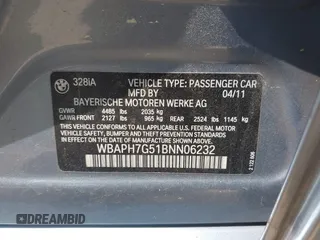 328iA VEHICLE TYPE: PASSENGER CAR
04/11
BAYERISCHE MOTOREN WERKE AG
GVWR 4485 lbs 2035 kg
GAWR FRONT 2127 lbs 965 kg REAR 2524 lbs 1145 kg
THIS VEHICLE CONFORMS TO ALL APPLICABLE U.S. FEDERAL MOTOR VEHICLE
SAFETY, BUMPER AND THEFT PREVENTION STANDARDS
IN EFFECT ON THE DATE OF MANUFACTURE SHOWN ABOVE
WBAPH7G51BNN06232
DREAMBID